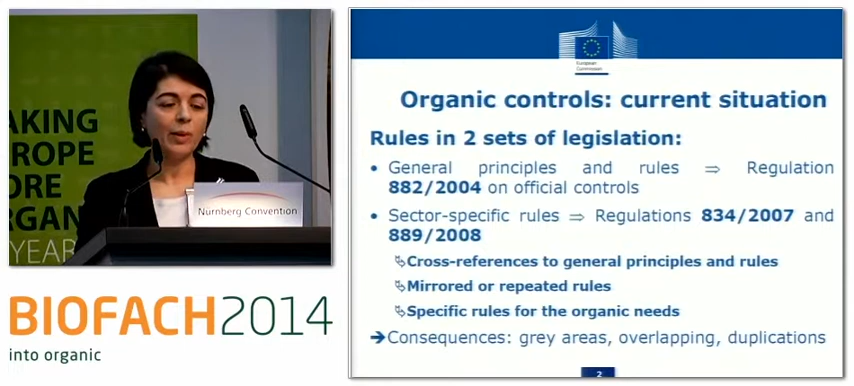 AKING
ROPE
ORE
RGAN
YEAR
Nurnberg Convention
BIOFACH2014
into organic
European
Commission
Organic controls: current situation
Rules in 2 sets of legislation:
• General principles and rules ⇒ Regulation
882/2004 on official controls
• Sector-specific rules ⇒ Regulations 834/2007 and
889/2008
Cross-references to general principles and rules
Mirrored or repeated rules
Specific rules for the organic needs
➔Consequences: grey areas, overlapping, duplications
2